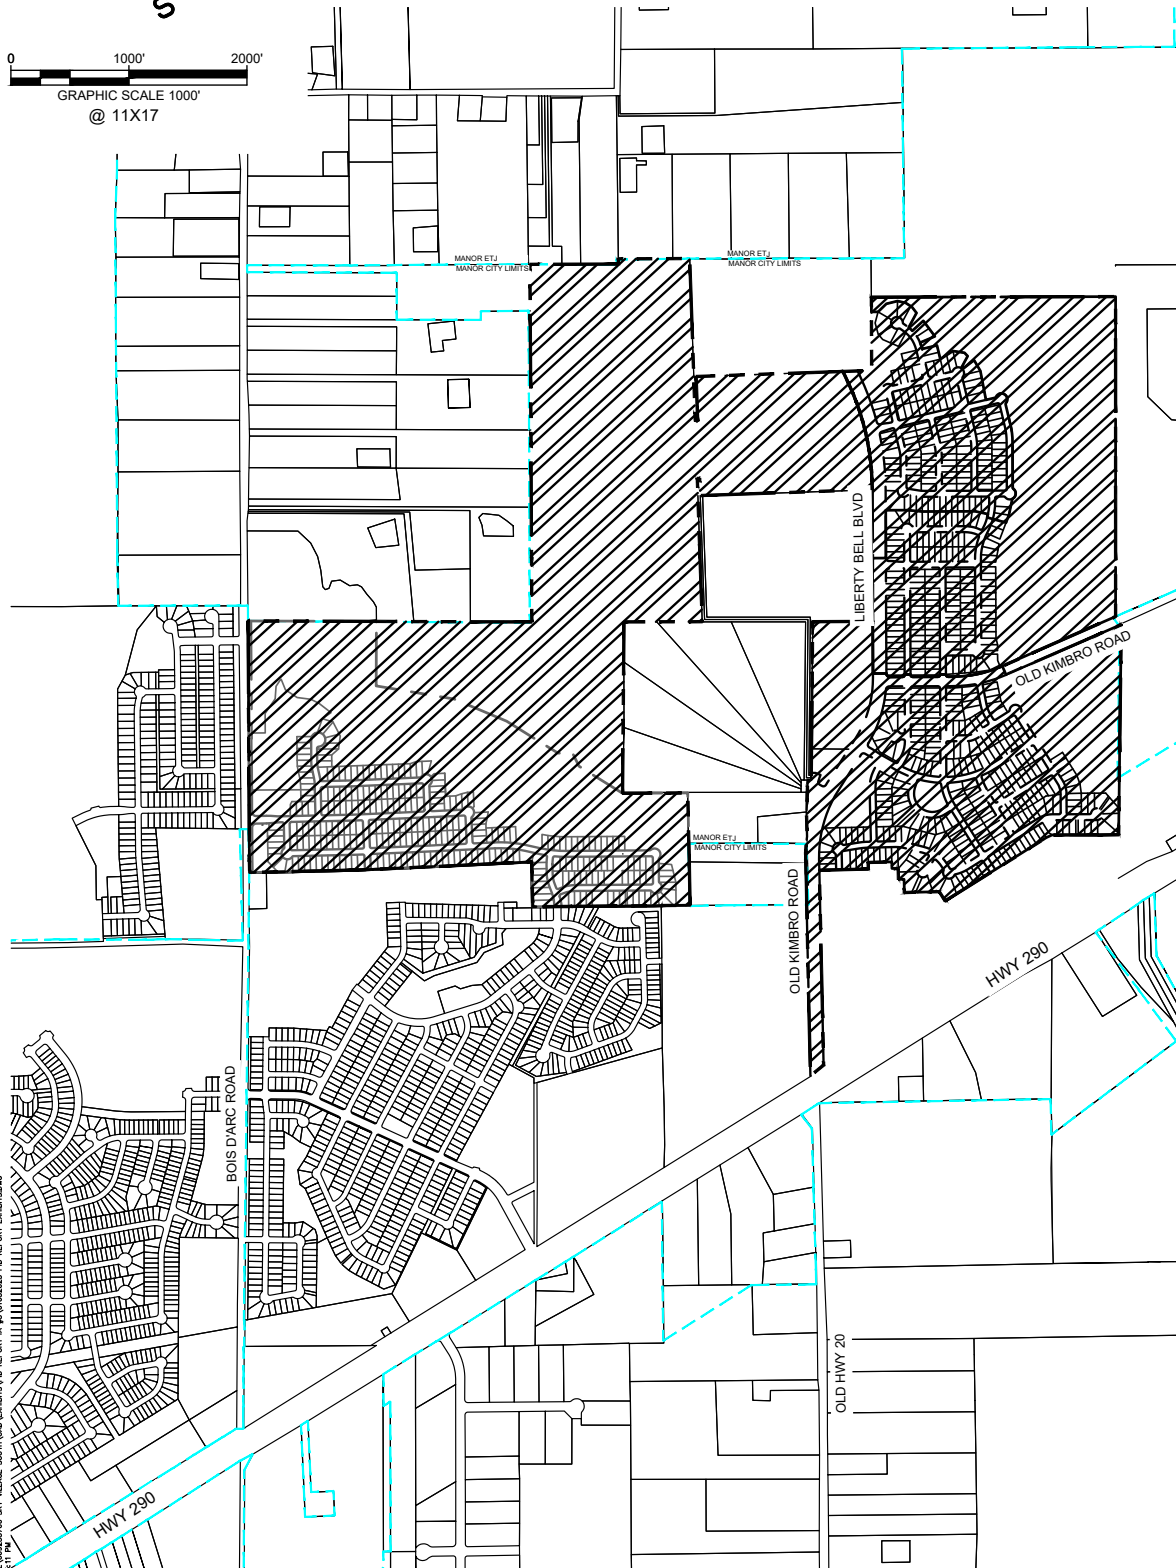 S
0 1000' 2000'
GRAPHIC SCALE 1000'
@ 11X17
MANOR ETJ
MANOR CITY LIMITS
MANOR ETJ
MANOR CITY LIMITS
LIBERTY BELL BLVD
OLD KIMBRO ROAD
MANOR ETJ
MANOR CITY LIMITS
OLD KIMBRO ROAD
HWY 290
BOIS D'ARC ROAD
OLD HWY 20
HWY 290